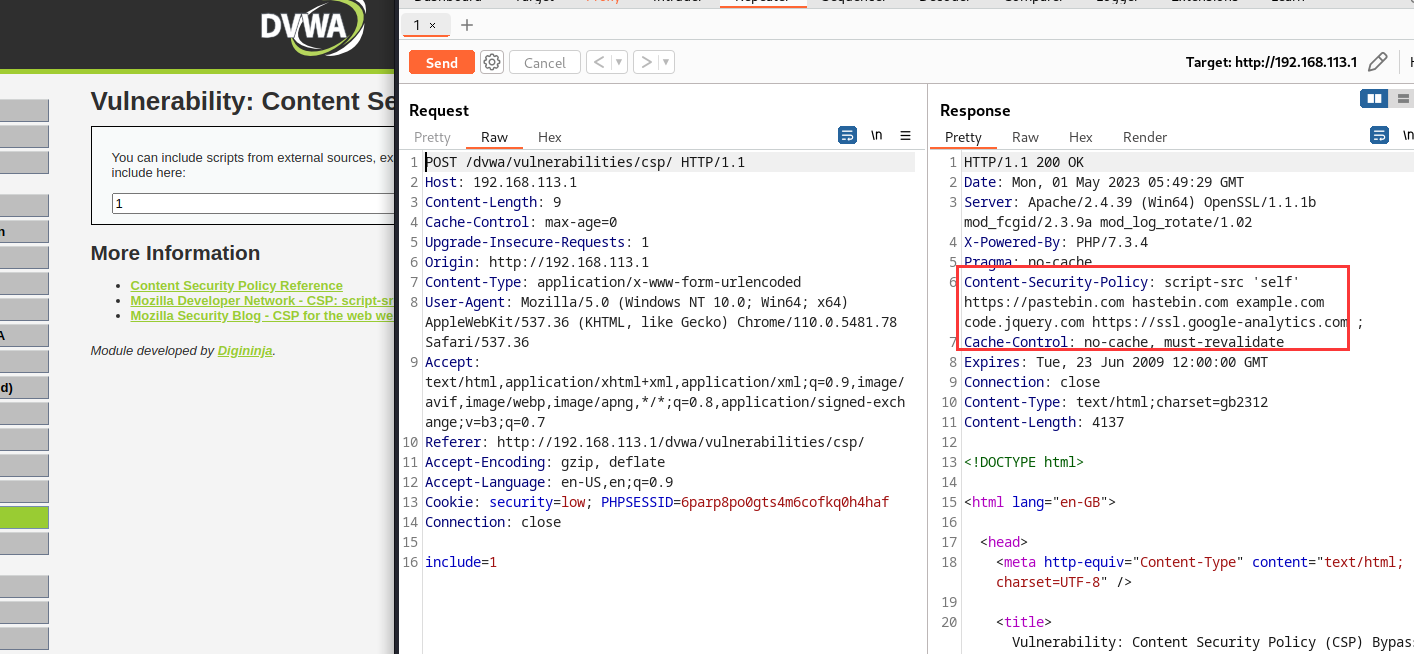 DVWA
Vulnerability: Content Se
You can include scripts from external sources, ex
include here:
1
More Information
Content Security Policy Reference
Mozilla Developer Network - CSP: script-sr
Mozilla Security Blog - CSP for the web we
Module developed by Digininja.
n
A
d)
1 × +
Send Cancel < ▾ > ▾ Target: http://192.168.113.1
Request
Pretty Raw Hex \n ≡
1 POST /dvwa/vulnerabilities/csp/ HTTP/1.1
2 Host: 192.168.113.1
3 Content-Length: 9
4 Cache-Control: max-age=0
5 Upgrade-Insecure-Requests: 1
6 Origin: http://192.168.113.1
7 Content-Type: application/x-www-form-urlencoded
8 User-Agent: Mozilla/5.0 (Windows NT 10.0; Win64; x64)
AppleWebKit/537.36 (KHTML, like Gecko) Chrome/110.0.5481.78
Safari/537.36
9 Accept:
text/html,application/xhtml+xml,application/xml;q=0.9,image/
avif,image/webp,image/apng,*/*;q=0.8,application/signed-exch
ange;v=b3;q=0.7
10 Referer: http://192.168.113.1/dvwa/vulnerabilities/csp/
11 Accept-Encoding: gzip, deflate
12 Accept-Language: en-US,en;q=0.9
13 Cookie: security=low; PHPSESSID=6parp8po0gts4m6cofkq0h4haf
14 Connection: close
15
16 include=1
Response
Pretty Raw Hex Render \n
1 HTTP/1.1 200 OK
2 Date: Mon, 01 May 2023 05:49:29 GMT
3 Server: Apache/2.4.39 (Win64) OpenSSL/1.1.1b
mod_fcgid/2.3.9a mod_log_rotate/1.02
4 X-Powered-By: PHP/7.3.4
5 Pragma: no-cache
6 Content-Security-Policy: script-src 'self'
https://pastebin.com hastebin.com example.com
code.jquery.com https://ssl.google-analytics.com ;
7 Cache-Control: no-cache, must-revalidate
8 Expires: Tue, 23 Jun 2009 12:00:00 GMT
9 Connection: close
10 Content-Type: text/html;charset=gb2312
11 Content-Length: 4137
12
13 <!DOCTYPE html>
14
15 <html lang="en-GB">
16
17 <head>
18 <meta http-equiv="Content-Type" content="text/html;
charset=UTF-8" />
19
20 <title>
Vulnerability: Content Security Policy (CSP) Bypas